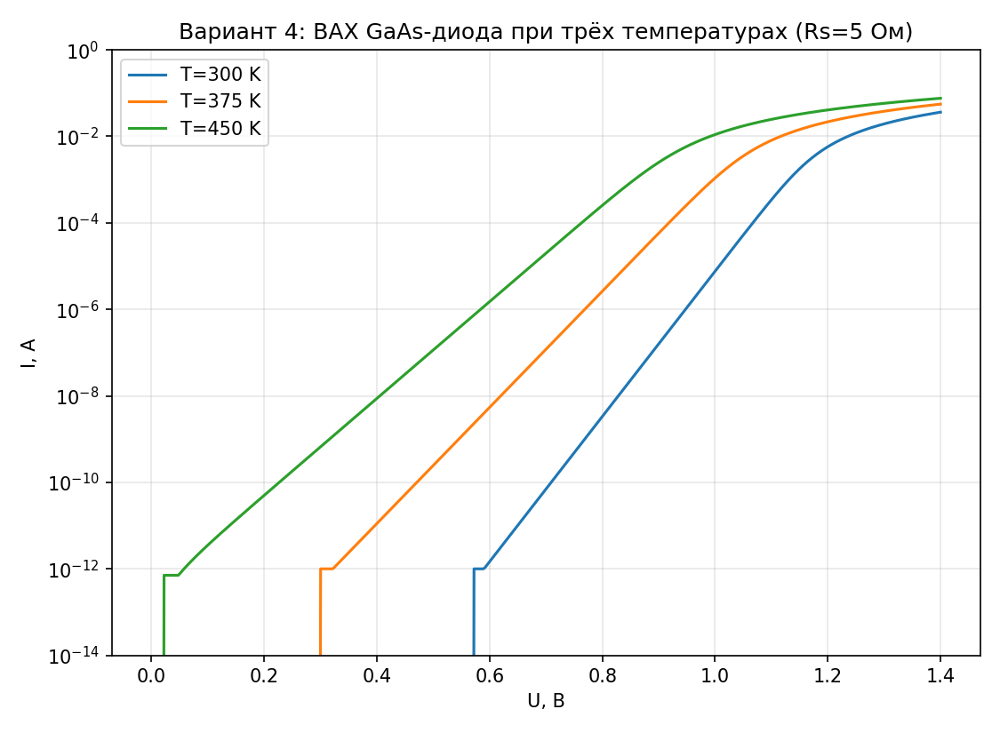 Вариант 4: ВАХ GaAs-диода при трёх температурах (Rs=5 Ом)
T=300 K
T=375 K
T=450 K
I, А
10⁰
10⁻²
10⁻⁴
10⁻⁶
10⁻⁸
10⁻¹⁰
10⁻¹²
10⁻¹⁴
0.0 0.2 0.4 0.6 0.8 1.0 1.2 1.4
U, В